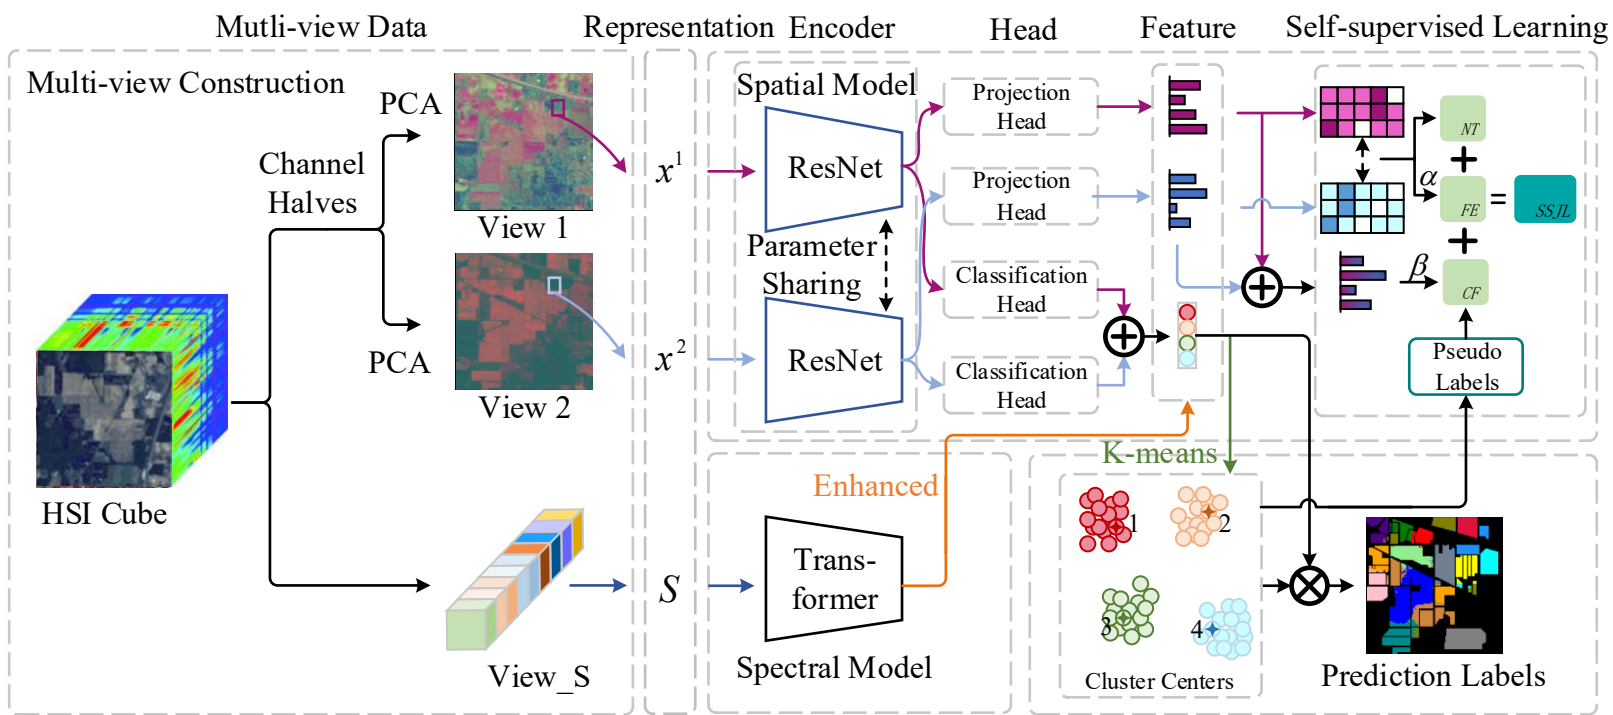 Mutli-view Data
Representation
Encoder
Head
Feature
Self-supervised Learning
Multi-view Construction
PCA
Channel
Halves
View 1
PCA
View 2
HSI Cube
View_S
x¹
x²
S
Spatial Model
ResNet
Parameter
Sharing
ResNet
Projection
Head
Projection
Head
Classification
Head
Classification
Head
NT
+
α
FE
=
SSJL
+
β
CF
Pseudo
Labels
Enhanced
Trans-
former
Spectral Model
K-means
1
2
3
4
Cluster Centers
Prediction Labels